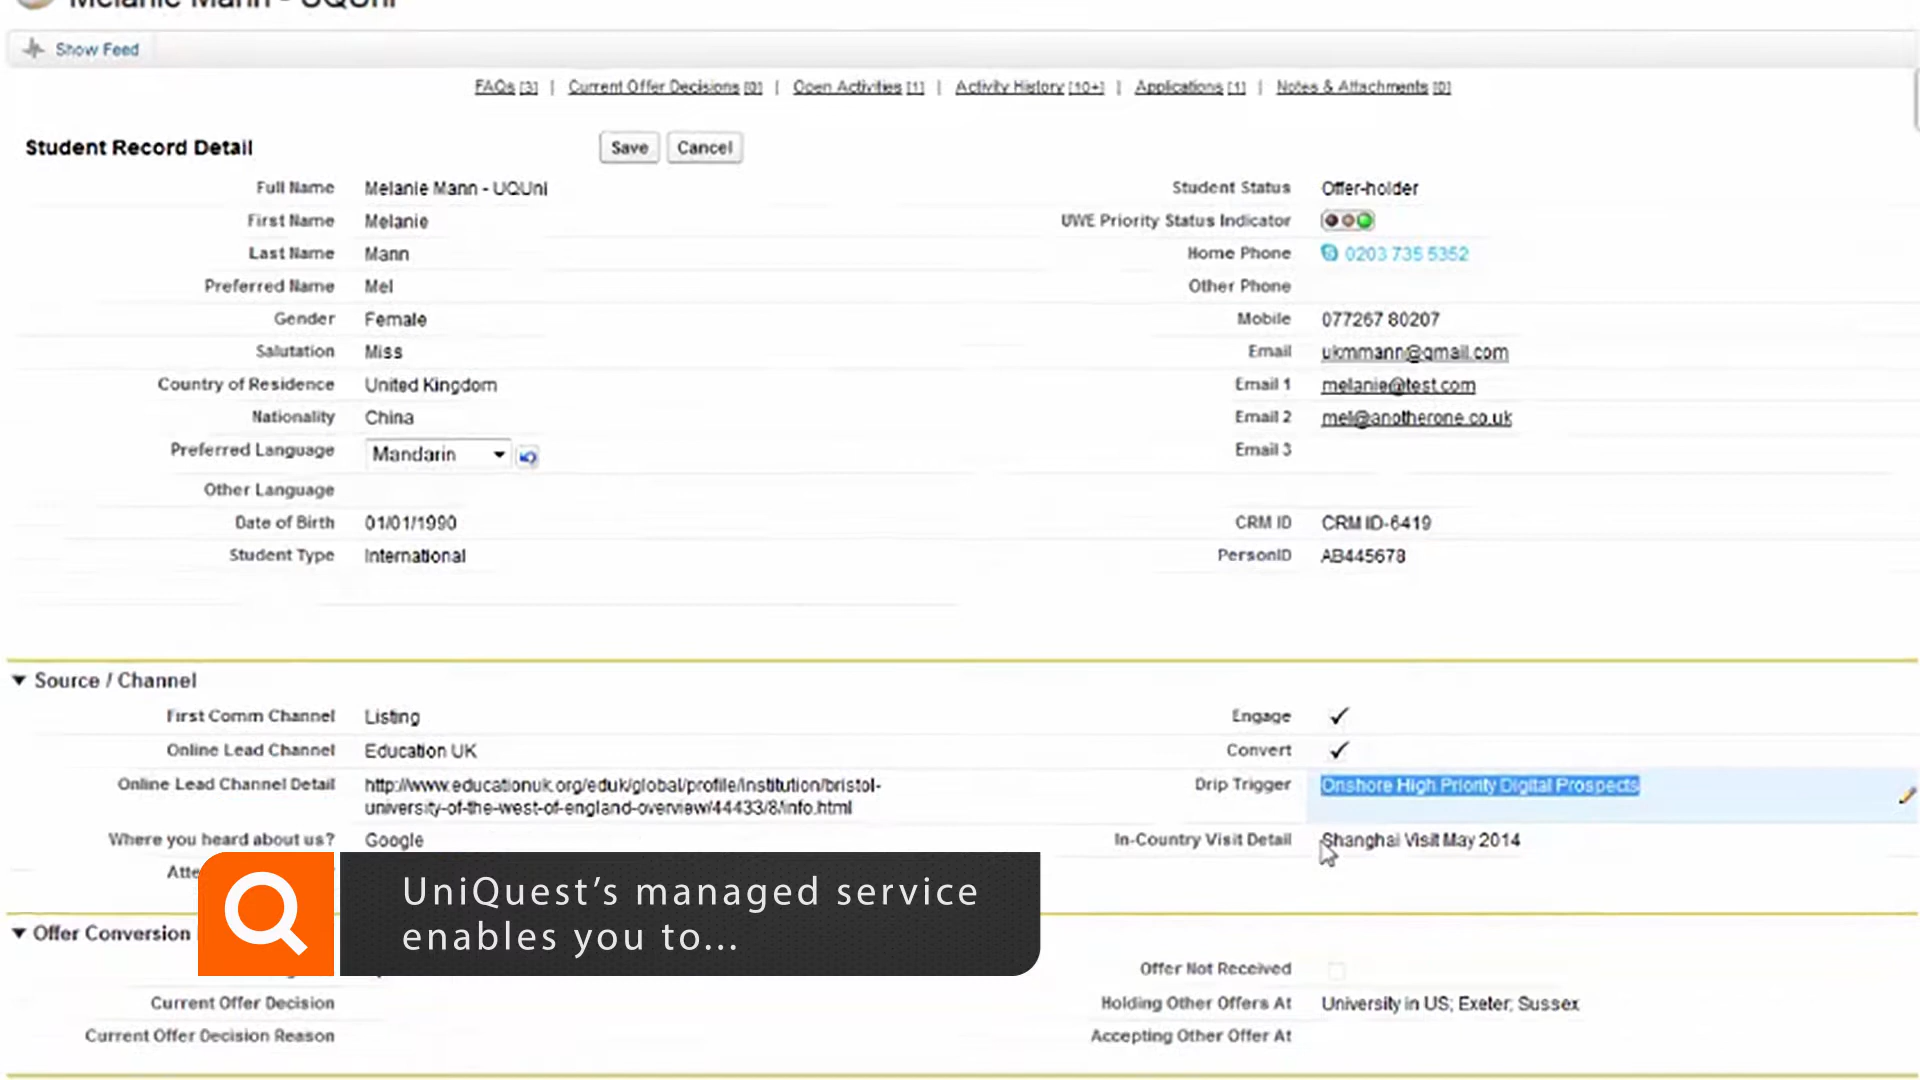 Melanie Mann - UQUni
Show Feed
FAQs [3] | Current Offer Decisions [0] | Open Activities [1] | Activity History [10+] | Applications [1] | Notes & Attachments [0]
Student Record Detail
Save Cancel
Full Name Melanie Mann - UQUni Student Status Offer-holder
First Name Melanie UWE Priority Status Indicator
Last Name Mann Home Phone 0203 735 5352
Preferred Name Mel Other Phone
Gender Female Mobile 077267 80207
Salutation Miss Email ukmmann@gmail.com
Country of Residence United Kingdom Email 1 melanie@test.com
Nationality China Email 2 mel@anotherone.co.uk
Preferred Language Mandarin Email 3
Other Language
Date of Birth 01/01/1990 CRM ID CRM ID-6419
Student Type International PersonID AB445678
Source / Channel
First Comm Channel Listing Engage
Online Lead Channel Education UK Convert
Online Lead Channel Detail http://www.educationuk.org/eduk/global/profile/institution/bristol- Drip Trigger Onshore High Priority Digital Prospects
university-of-the-west-of-england-overview/44433/8/info.html
Where you heard about us? Google In-Country Visit Detail Shanghai Visit May 2014
Atte
UniQuest's managed service
enables you to...
Offer Conversion
Offer Not Received
Current Offer Decision Holding Other Offers At University in US; Exeter; Sussex
Current Offer Decision Reason Accepting Other Offer At